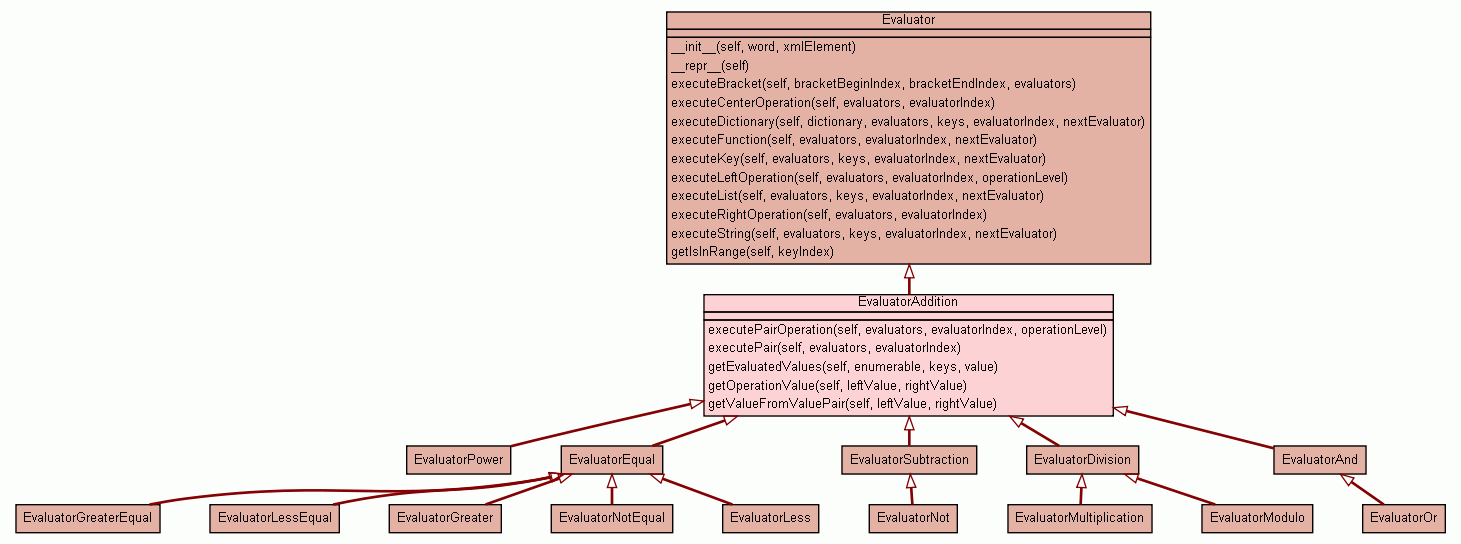 Evaluator
__init__(self, word, xmlElement)
__repr__(self)
executeBracket(self, bracketBeginIndex, bracketEndIndex, evaluators)
executeCenterOperation(self, evaluators, evaluatorIndex)
executeDictionary(self, dictionary, evaluators, keys, evaluatorIndex, nextEvaluator)
executeFunction(self, evaluators, evaluatorIndex, nextEvaluator)
executeKey(self, evaluators, keys, evaluatorIndex, nextEvaluator)
executeLeftOperation(self, evaluators, evaluatorIndex, operationLevel)
executeList(self, evaluators, keys, evaluatorIndex, nextEvaluator)
executeRightOperation(self, evaluators, evaluatorIndex)
executeString(self, evaluators, keys, evaluatorIndex, nextEvaluator)
getIsInRange(self, keyIndex)
EvaluatorAddition
executePairOperation(self, evaluators, evaluatorIndex, operationLevel)
executePair(self, evaluators, evaluatorIndex)
getEvaluatedValues(self, enumerable, keys, value)
getOperationValue(self, leftValue, rightValue)
getValueFromValuePair(self, leftValue, rightValue)
EvaluatorPower
EvaluatorEqual
EvaluatorSubtraction
EvaluatorDivision
EvaluatorAnd
EvaluatorGreaterEqual
EvaluatorLessEqual
EvaluatorGreater
EvaluatorNotEqual
EvaluatorLess
EvaluatorNot
EvaluatorMultiplication
EvaluatorModulo
EvaluatorOr